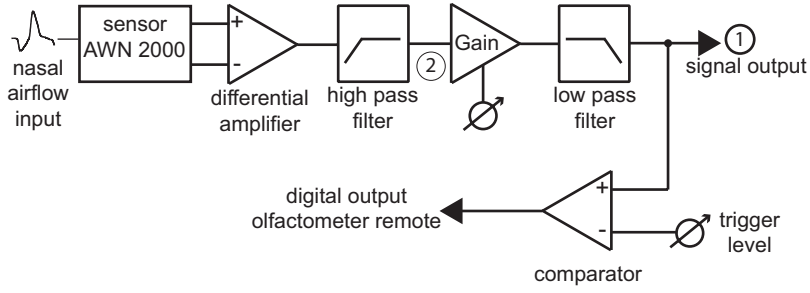 sensor
AWN 2000
nasal
airflow
input
+
-
differential
amplifier
high pass
filter
2
Gain
low pass
filter
1
signal output
digital output
olfactometer remote
+
-
comparator
trigger
level